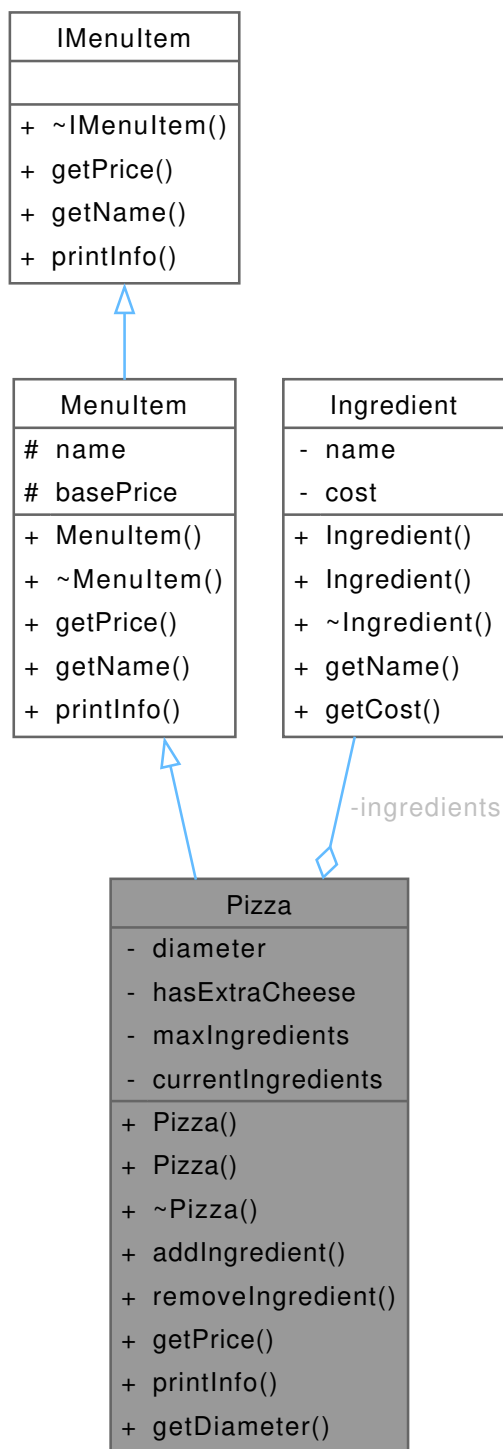 IMenuItem
+ ~IMenuItem()
+ getPrice()
+ getName()
+ printInfo()
MenuItem
# name
# basePrice
+ MenuItem()
+ ~MenuItem()
+ getPrice()
+ getName()
+ printInfo()
Ingredient
- name
- cost
+ Ingredient()
+ Ingredient()
+ ~Ingredient()
+ getName()
+ getCost()
-ingredients
Pizza
- diameter
- hasExtraCheese
- maxIngredients
- currentIngredients
+ Pizza()
+ Pizza()
+ ~Pizza()
+ addIngredient()
+ removeIngredient()
+ getPrice()
+ printInfo()
+ getDiameter()